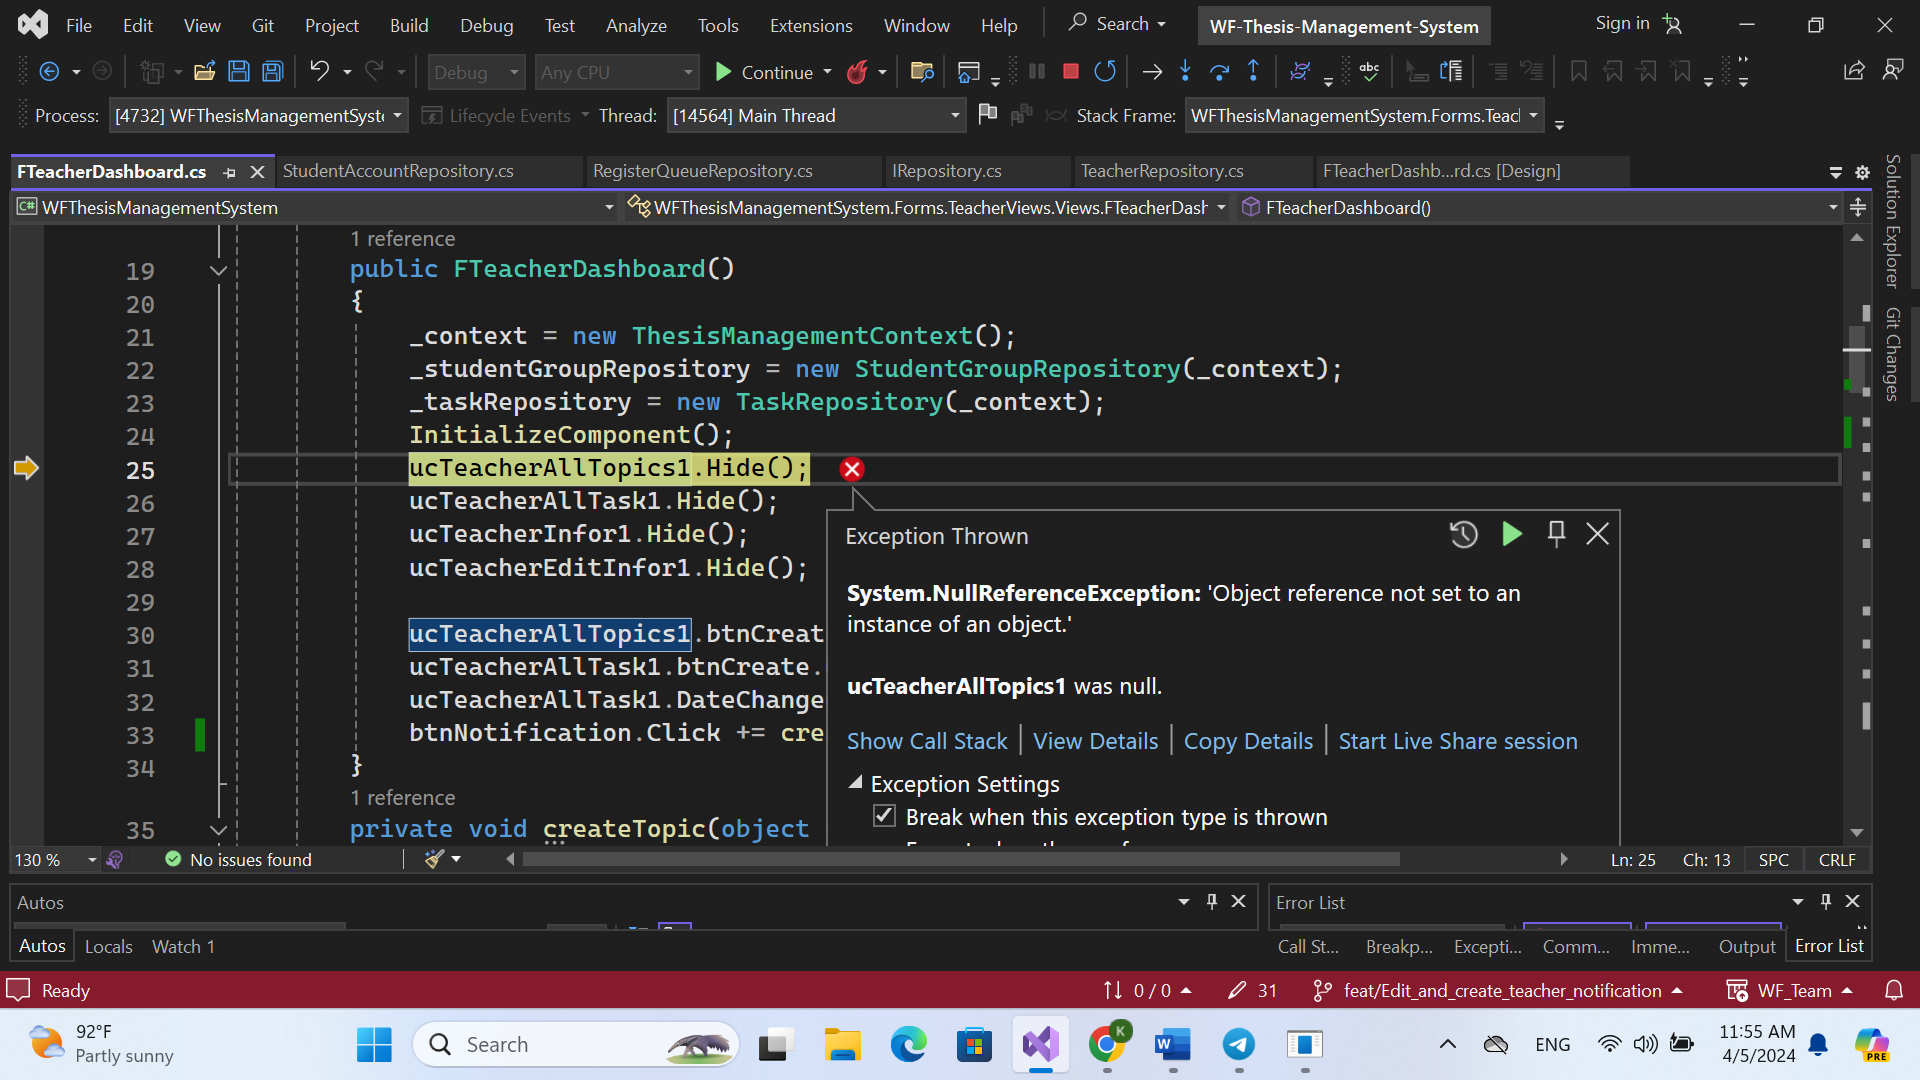 File Edit View Git Project Build Debug Test Analyze Tools Extensions Window Help Search WF-Thesis-Management-System Sign in
Debug Any CPU Continue
Process: [4732] WFThesisManagementSyste Lifecycle Events Thread: [14564] Main Thread Stack Frame: WFThesisManagementSystem.Forms.Teac
FTeacherDashboard.cs StudentAccountRepository.cs RegisterQueueRepository.cs IRepository.cs TeacherRepository.cs FTeacherDashb...rd.cs [Design]
C# WFThesisManagementSystem WFThesisManagementSystem.Forms.TeacherViews.Views.FTeacherDash FTeacherDashboard()
Solution Explorer
Git Changes
1 reference
19 public FTeacherDashboard()
20 {
21 _context = new ThesisManagementContext();
22 _studentGroupRepository = new StudentGroupRepository(_context);
23 _taskRepository = new TaskRepository(_context);
24 InitializeComponent();
25 ucTeacherAllTopics1.Hide();
26 ucTeacherAllTask1.Hide();
27 ucTeacherInfor1.Hide();
28 ucTeacherEditInfor1.Hide();
29
30 ucTeacherAllTopics1.btnCreat
31 ucTeacherAllTask1.btnCreate.
32 ucTeacherAllTask1.DateChange
33 btnNotification.Click += cre
34 }
1 reference
35 private void createTopic(object
Exception Thrown
System.NullReferenceException: 'Object reference not set to an
instance of an object.'
ucTeacherAllTopics1 was null.
Show Call Stack | View Details | Copy Details | Start Live Share session
Exception Settings
Break when this exception type is thrown
130 % No issues found Ln: 25 Ch: 13 SPC CRLF
Autos
Error List
Autos Locals Watch 1
Call St... Breakp... Excepti... Comm... Imme... Output Error List
Ready 0 / 0 31 feat/Edit_and_create_teacher_notification WF_Team
92°F
Partly sunny
Search
K
ENG
11:55 AM
4/5/2024
PRE